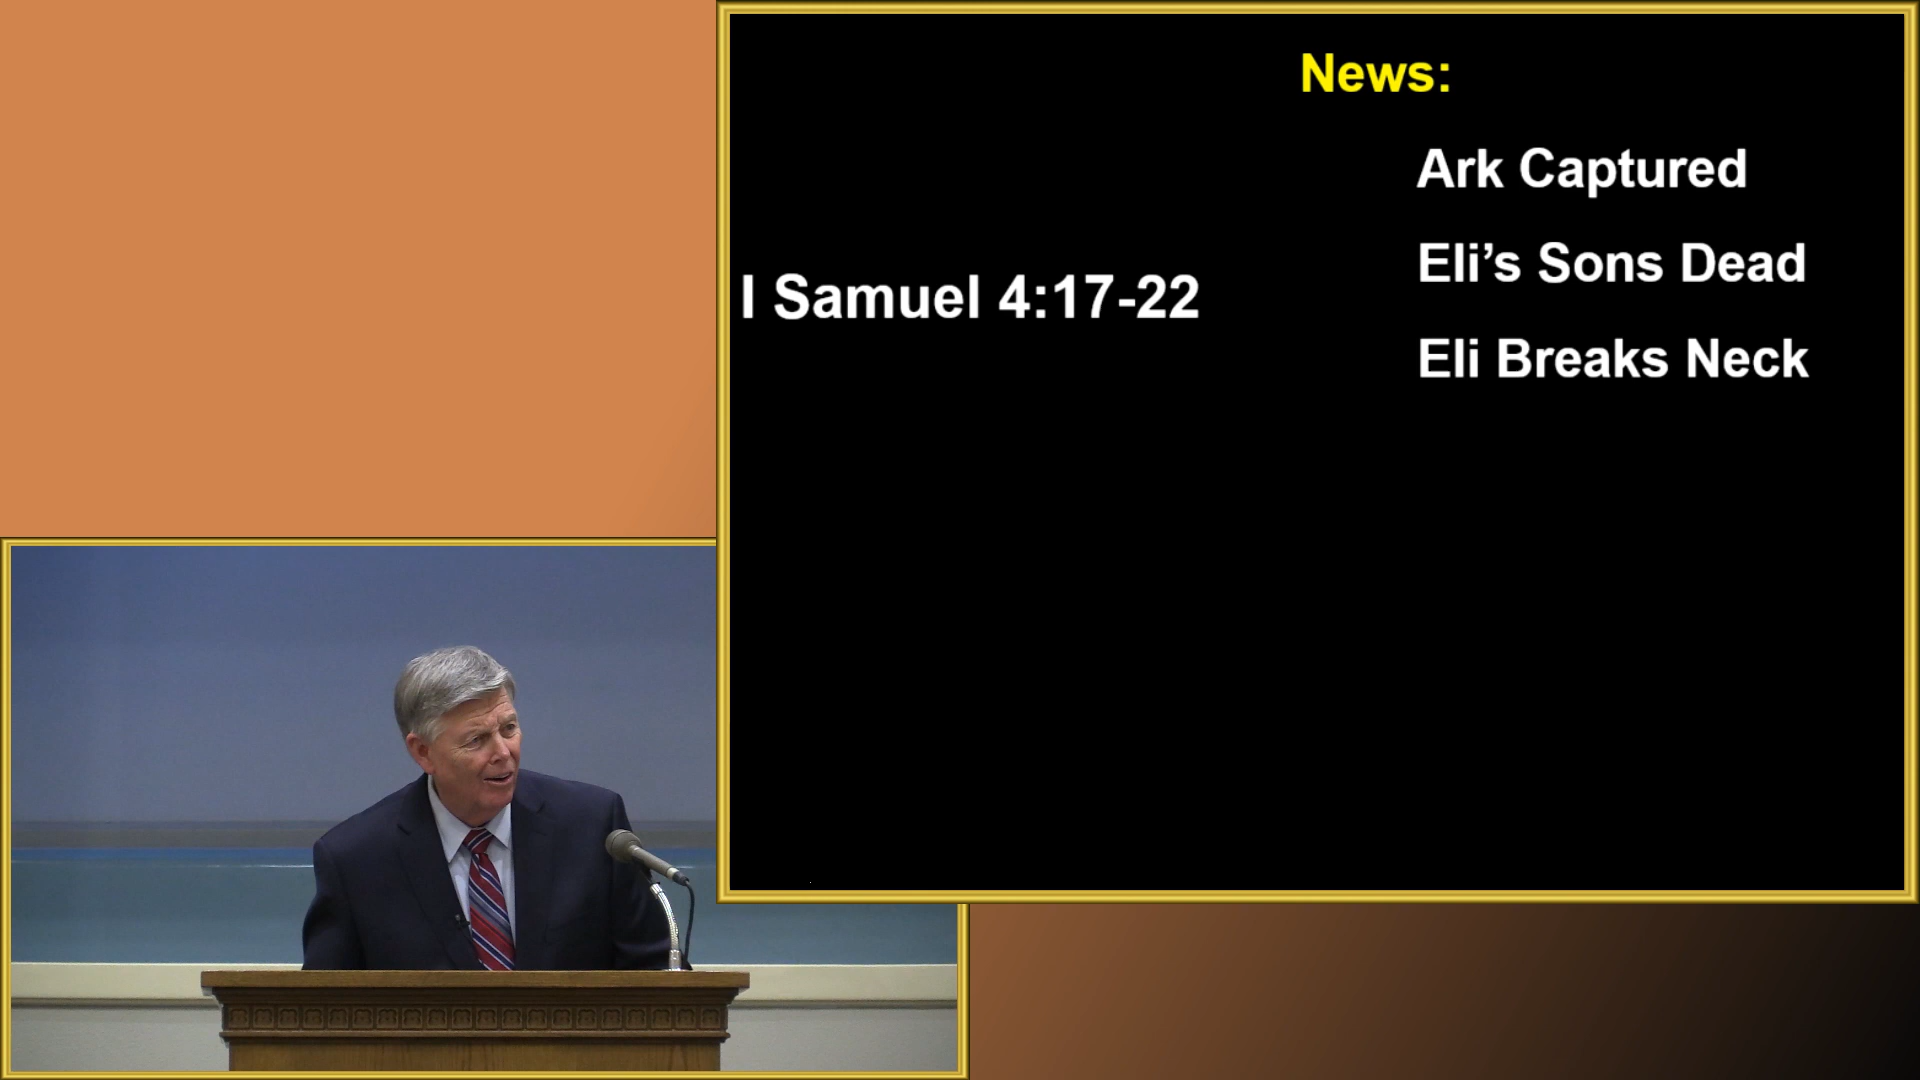 News:
Ark Captured
Eli’s Sons Dead
I Samuel 4:17-22
Eli Breaks Neck